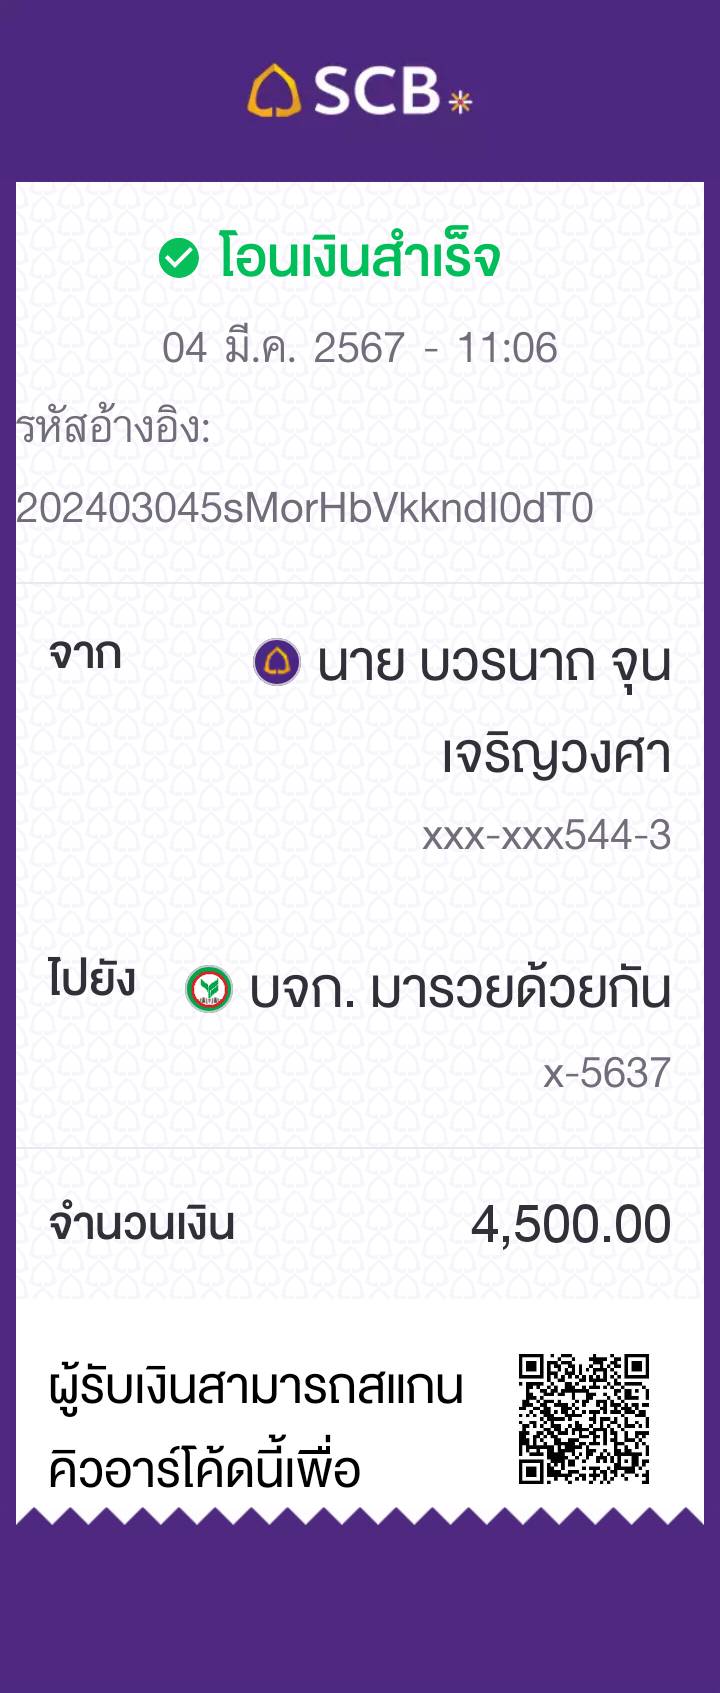 SCB
โอนเงินสำเร็จ
04 มี.ค. 2567 - 11:06
รหัสอ้างอิง:
202403045sMorHbVkkndI0dT0
จาก นาย บวรนาถ จุน
เจริญวงศา
xxx-xxx544-3
ไปยัง บจก. มารวยด้วยกัน
x-5637
จำนวนเงิน 4,500.00
ผู้รับเงินสามารถสแกน
คิวอาร์โค้ดนี้เพื่อ